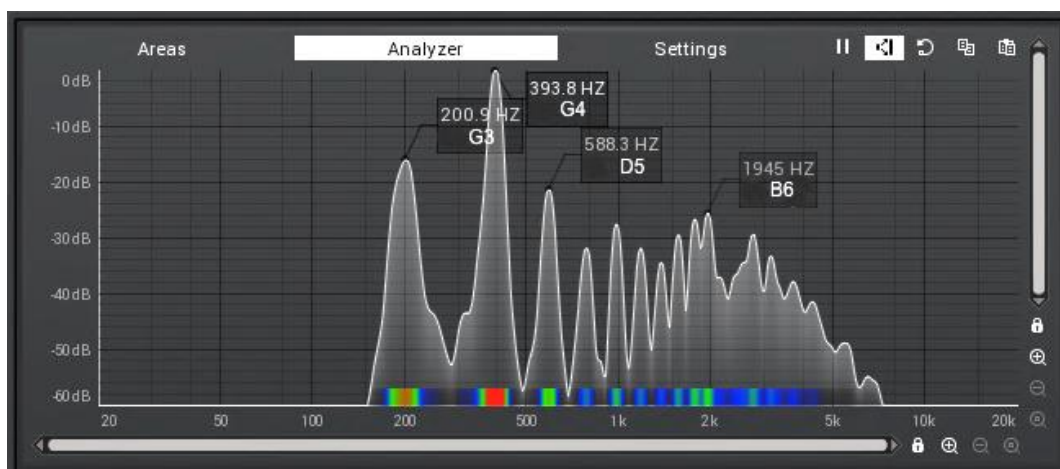 Areas Analyzer Settings
0dB
393.8 HZ
G4
200.9 HZ
G3
-10dB
588.3 HZ
D5
1945 HZ
B6
-20dB
-30dB
-40dB
-50dB
-60dB
20 50 100 200 500 1k 2k 5k 10k 20k